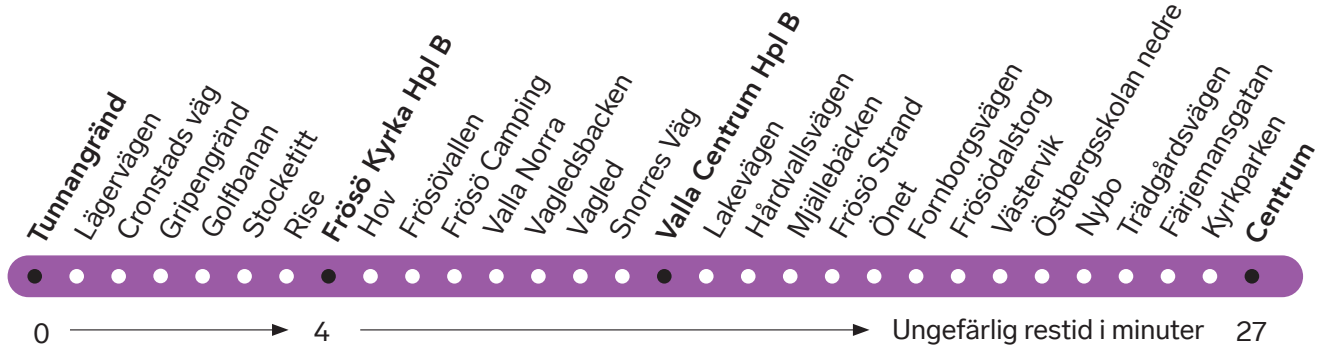 Tunnangränd
Lägervägen
Cronstads väg
Gripengränd
Golfbanan
Stocketitt
Rise
Frösö Kyrka Hpl B
Hov
Frösövallen
Frösö Camping
Valla Norra
Vagledsbacken
Vagled
Snorres Väg
Valla Centrum Hpl B
Lakevägen
Hårdvallsvägen
Mjällebäcken
Frösö Strand
Önet
Fornborgsvägen
Frösödalstorg
Västervik
Östbergsskolan nedre
Nybo
Trädgårdsvägen
Färjemansgatan
Kyrkparken
Centrum
0 4 Ungefärlig restid i minuter 27